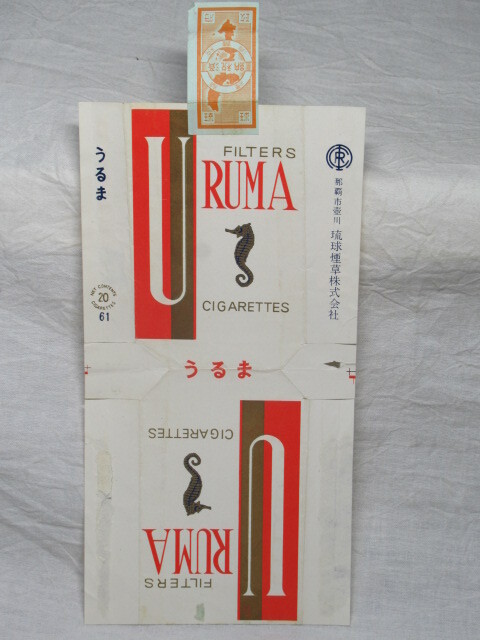 うるま
NET CONTENTS
20
CIGARETTES
61
FILTERS
URUMA
CIGARETTES
那覇市壺川
琉球煙草株式会社
うるま
FILTERS
URUMA
CIGARETTES